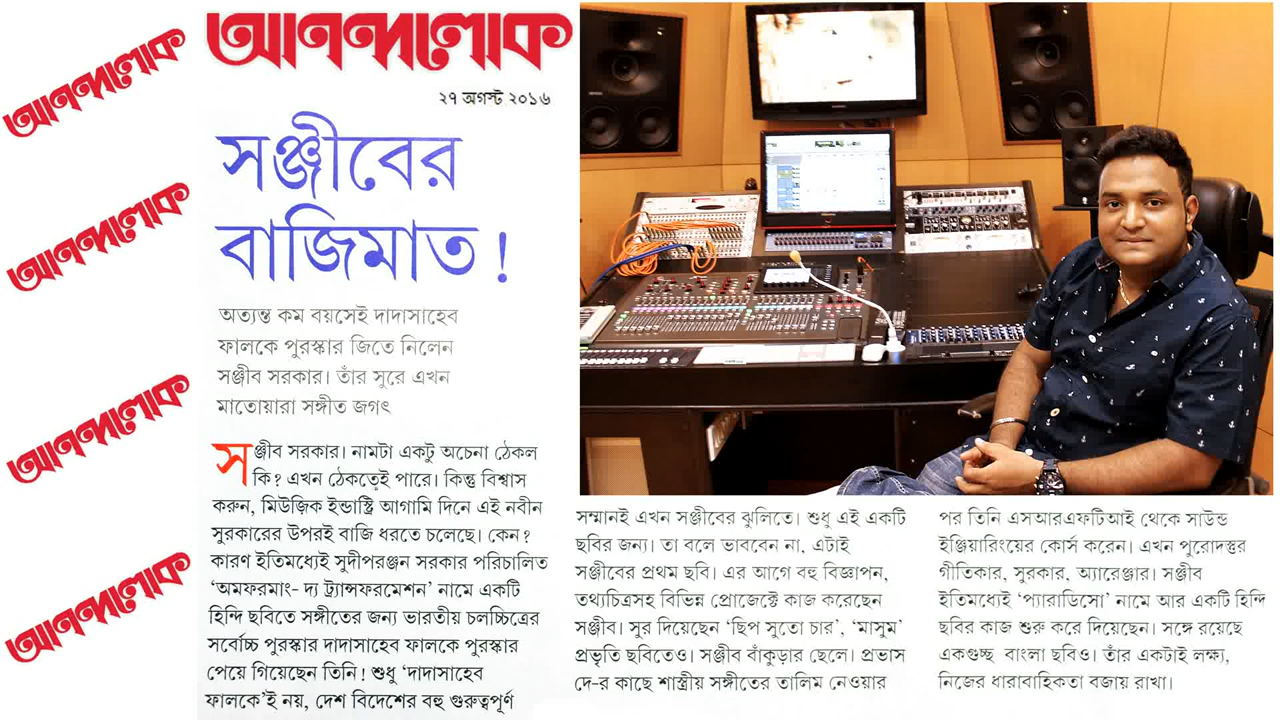 আনন্দলোক
আনন্দলোক
আনন্দলোক
আনন্দলোক
আনন্দলোক
২৭ অগস্ট ২০১৬
সঞ্জীবের
বাজিমাত !
অত্যন্ত কম বয়সেই দাদাসাহেব
ফালকে পুরস্কার জিতে নিলেন
সঞ্জীব সরকার। তাঁর সুরে এখন
মাতোয়ারা সঙ্গীত জগৎ
সঞ্জীব সরকার। নামটা একটু অচেনা ঠেকল
কি? এখন ঠেকতেই পারে। কিন্তু বিশ্বাস
করুন, মিউজ়িক ইন্ডাস্ট্রি আগামি দিনে এই নবীন
সুরকারের উপরই বাজি ধরতে চলেছে। কেন?
কারণ ইতিমধ্যেই সুদীপরঞ্জন সরকার পরিচালিত
‘অমফরমাং- দ্য ট্র্যান্সফরমেশন’ নামে একটি
হিন্দি ছবিতে সঙ্গীতের জন্য ভারতীয় চলচ্চিত্রের
সর্বোচ্চ পুরস্কার দাদাসাহেব ফালকে পুরস্কার
পেয়ে গিয়েছেন তিনি! শুধু ‘দাদাসাহেব
ফালকে’ই নয়, দেশ বিদেশের বহু গুরুত্বপূর্ণ
সম্মানই এখন সঞ্জীবের ঝুলিতে। শুধু এই একটি
ছবির জন্য। তা বলে ভাববেন না, এটাই
সঞ্জীবের প্রথম ছবি। এর আগে বহু বিজ্ঞাপন,
তথ্যচিত্রসহ বিভিন্ন প্রোজেক্টে কাজ করেছেন
সঞ্জীব। সুর দিয়েছেন ‘ছিপ সুতো চার’, ‘মাসুম’
প্রভৃতি ছবিতেও। সঞ্জীব বাঁকুড়ার ছেলে। প্রভাস
দে-র কাছে শাস্ত্রীয় সঙ্গীতের তালিম নেওয়ার
পর তিনি এসআরএফটিআই থেকে সাউন্ড
ইঞ্জিয়ারিংয়ের কোর্স করেন। এখন পুরোদস্তুর
গীতিকার, সুরকার, অ্যারেঞ্জার। সঞ্জীব
ইতিমধ্যেই ‘প্যারাডিসো’ নামে আর একটি হিন্দি
ছবির কাজ শুরু করে দিয়েছেন। সঙ্গে রয়েছে
একগুচ্ছ বাংলা ছবিও। তাঁর একটাই লক্ষ্য,
নিজের ধারাবাহিকতা বজায় রাখা।